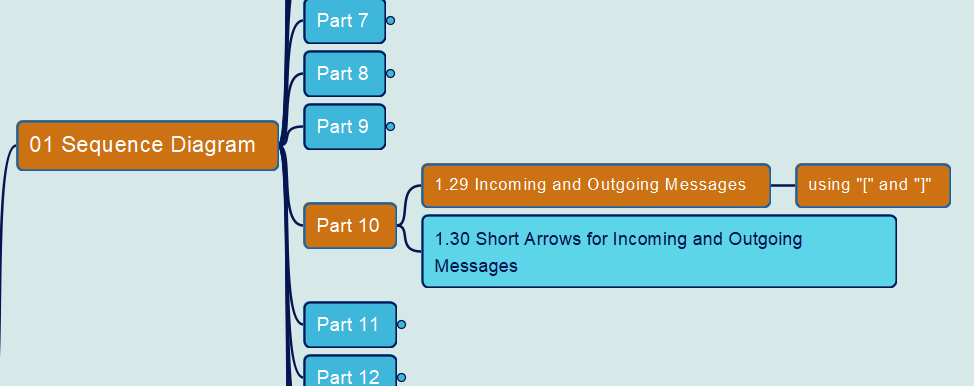 Part 7
Part 8
Part 9
01 Sequence Diagram
Part 10
1.29 Incoming and Outgoing Messages
using "[" and "]"
1.30 Short Arrows for Incoming and Outgoing
Messages
Part 11
Part 12